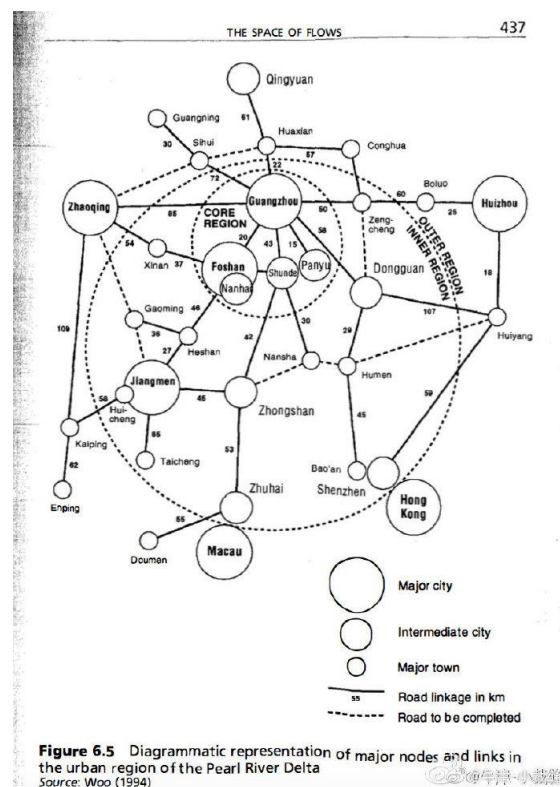 THE SPACE OF FLOWS
437
Qingyuan
Guangning
61
Huaxian
30
Sihui
57
Conghua
72
22
Boluo
Zhaoqing
Guangzhou
60
Huizhou
85
CORE
REGION
50
Zeng-
cheng
25
OUTER REGION
INNER REGION
20
43
15
58
54
Xinan
37
Foshan
Shunde
Panyu
Dongguan
18
Nanhai
Gaoming
46
107
Huiyang
109
36
30
29
27
Heshan
42
Nansha
Humen
59
Jiangmen
45
45
58
Hui-
cheng
Zhongshan
Kaiping
65
53
Taicheng
Bao'an
62
Shenzhen
Zhuhai
Hong
Kong
Enping
55
Doumen
Macau
Major city
Intermediate city
Major town
55
Road linkage in km
Road to be completed
Figure 6.5 Diagrammatic representation of major nodes and links in
the urban region of the Pearl River Delta
Source: Woo (1994)